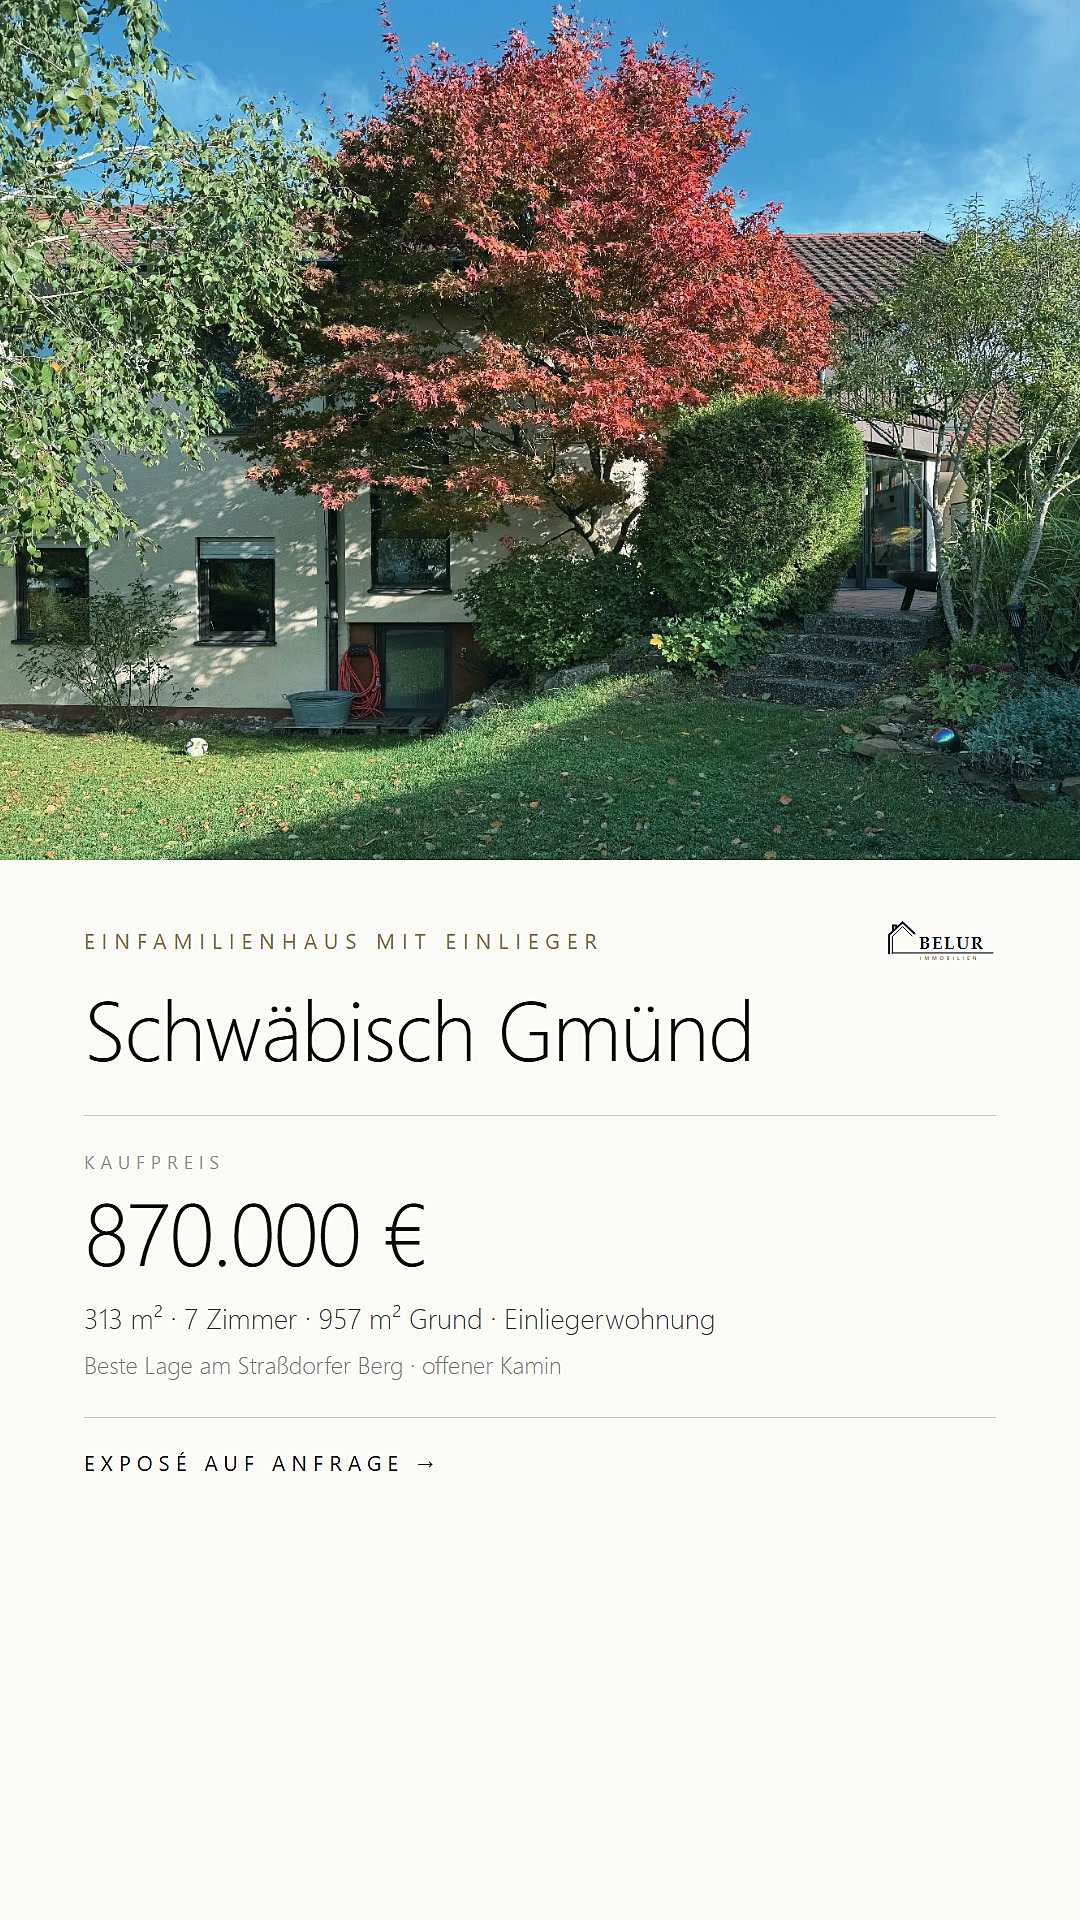 EINFAMILIENHAUS MIT EINLIEGER
BELUR
IMMOBILIEN
Schwäbisch Gmünd
KAUFPREIS
870.000 €
313 m² · 7 Zimmer · 957 m² Grund · Einliegerwohnung
Beste Lage am Straßdorfer Berg · offener Kamin
EXPOSÉ AUF ANFRAGE →